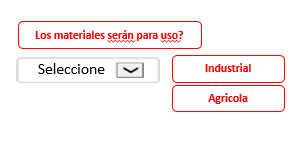 Los materiales serán para uso?
Seleccione
Industrial
Agricola